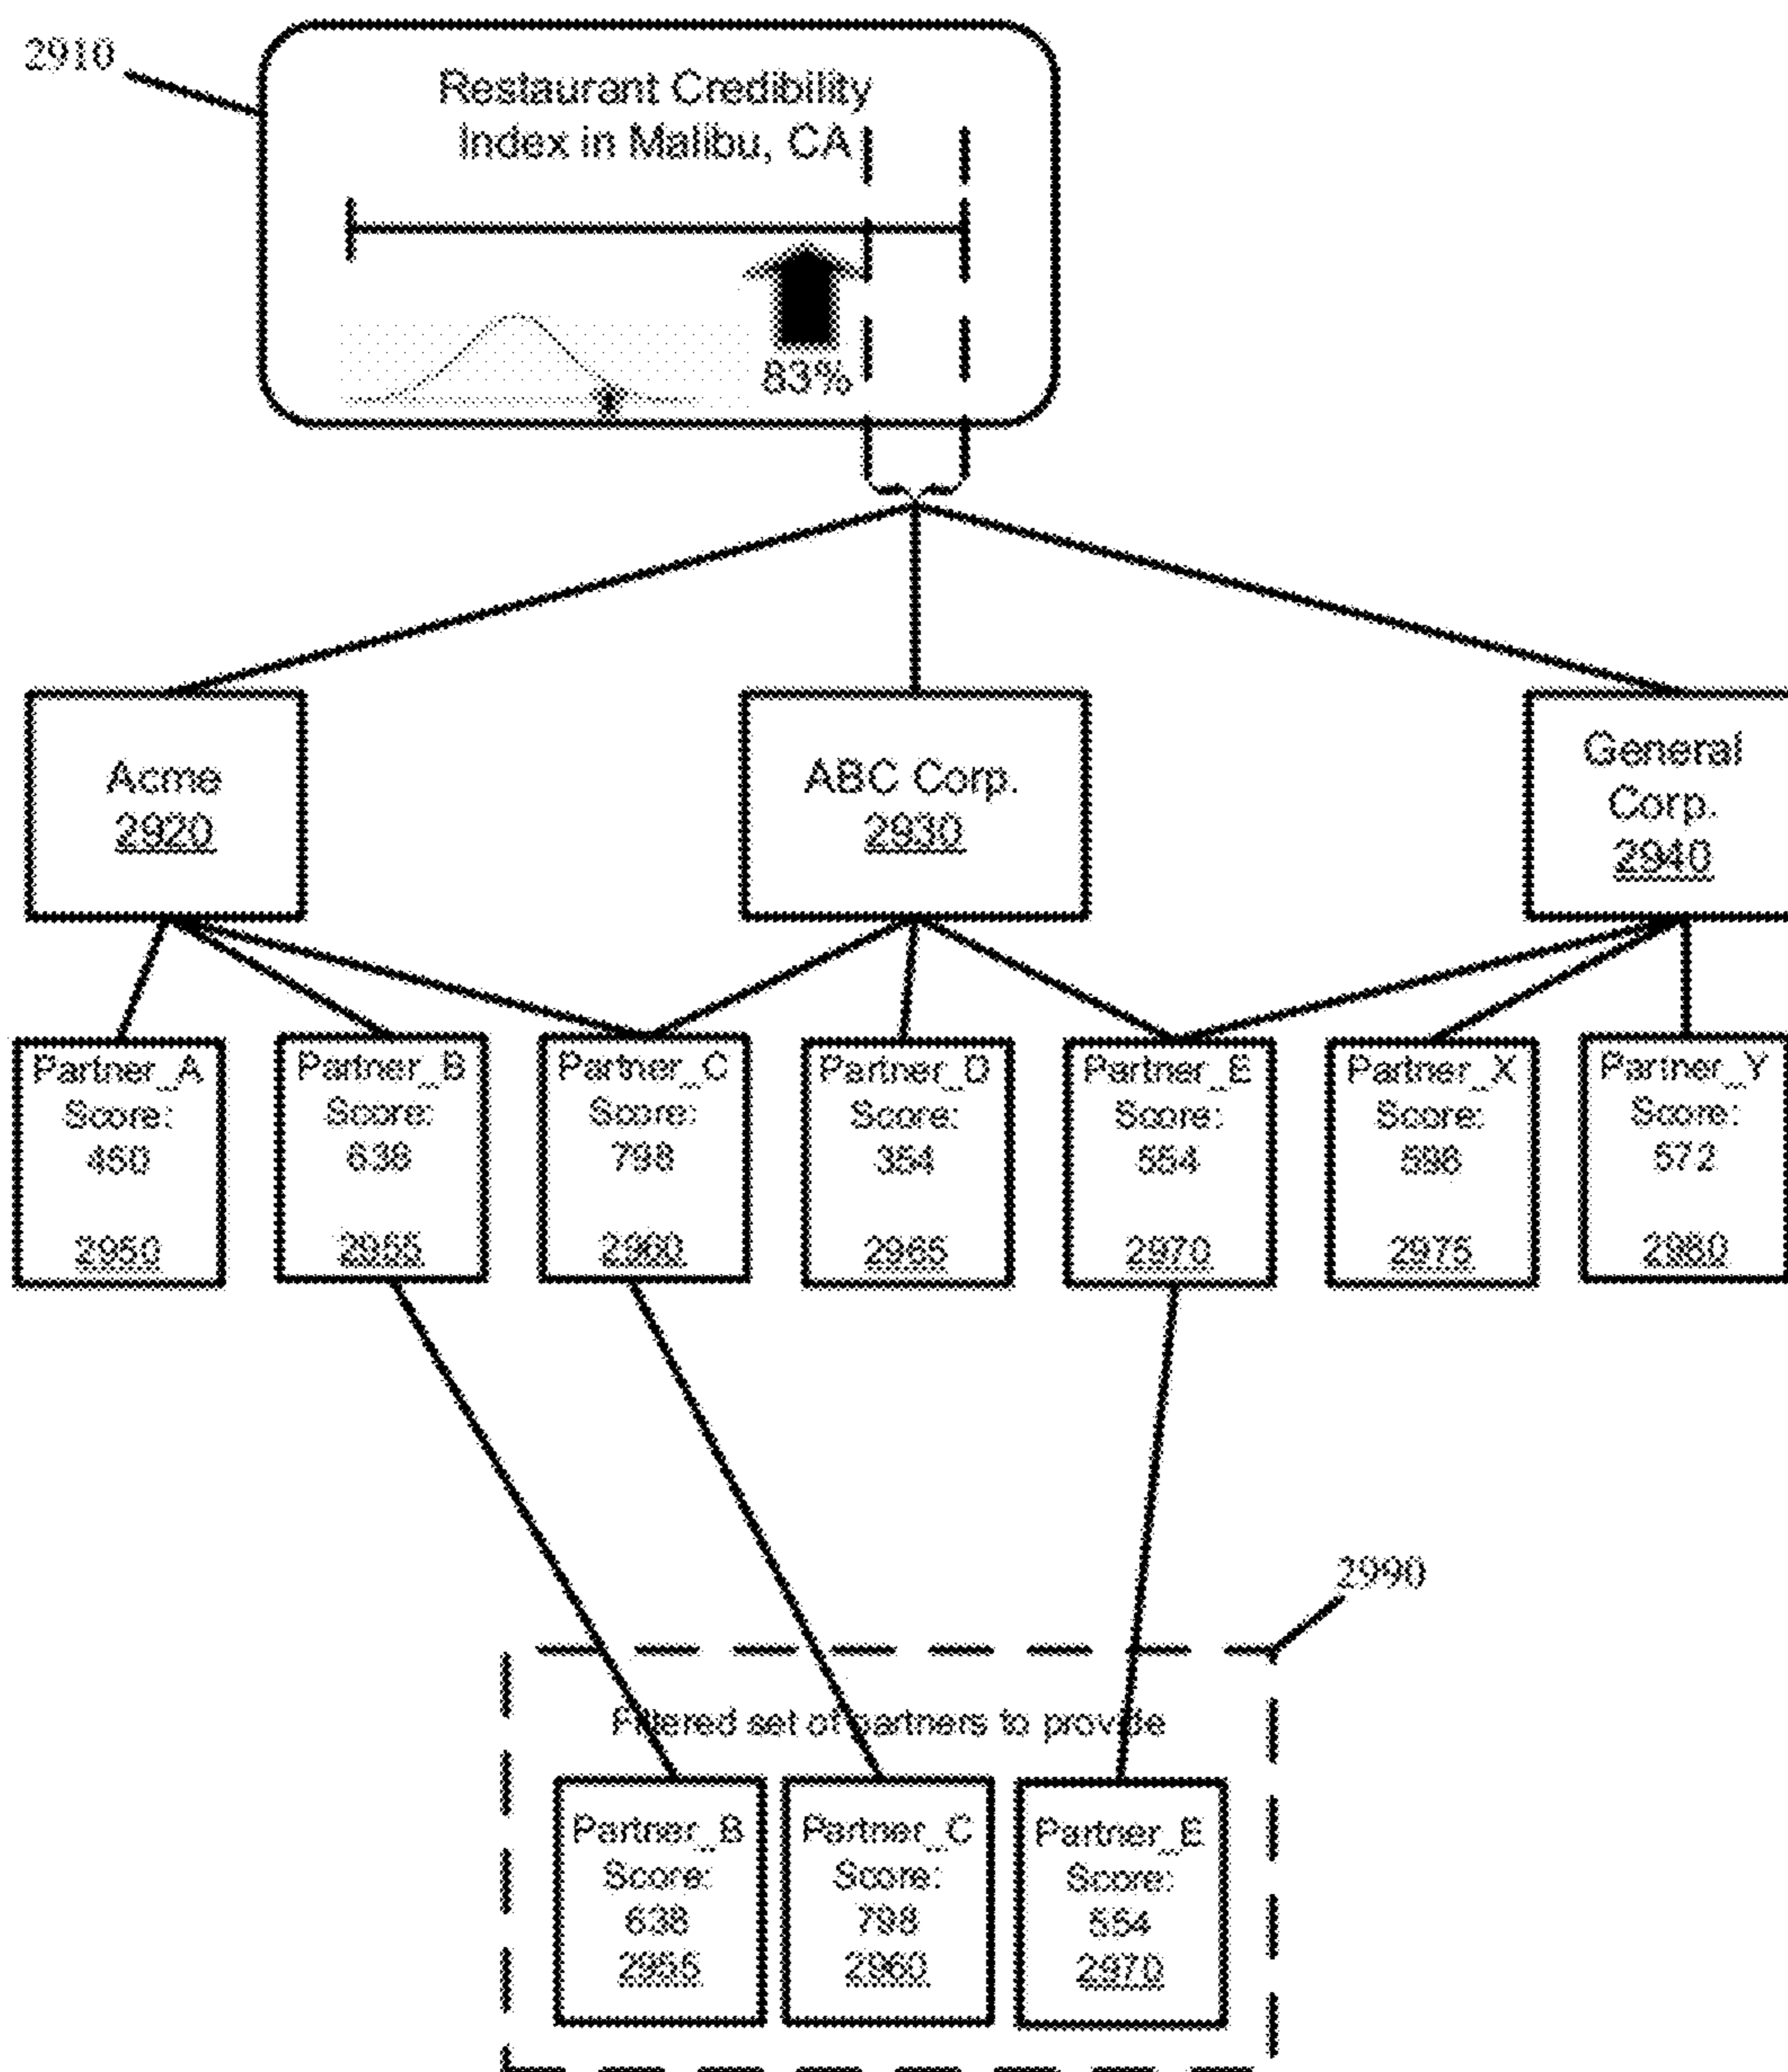 2910
Restaurant Credibility
Index in Malibu, CA
83%
Acme
2920
ABC Corp.
2930
General
Corp.
2940
Partner_A
Score:
450
2950
Partner_B
Score:
638
2955
Partner_C
Score:
798
2960
Partner_D
Score:
354
2965
Partner_E
Score:
554
2970
Partner_X
Score:
2975
Partner_Y
Score:
572
2980
2990
Filtered set of partners to provide
Partner_B
Score:
638
2955
Partner_C
Score:
798
2960
Partner_E
Score:
554
2970